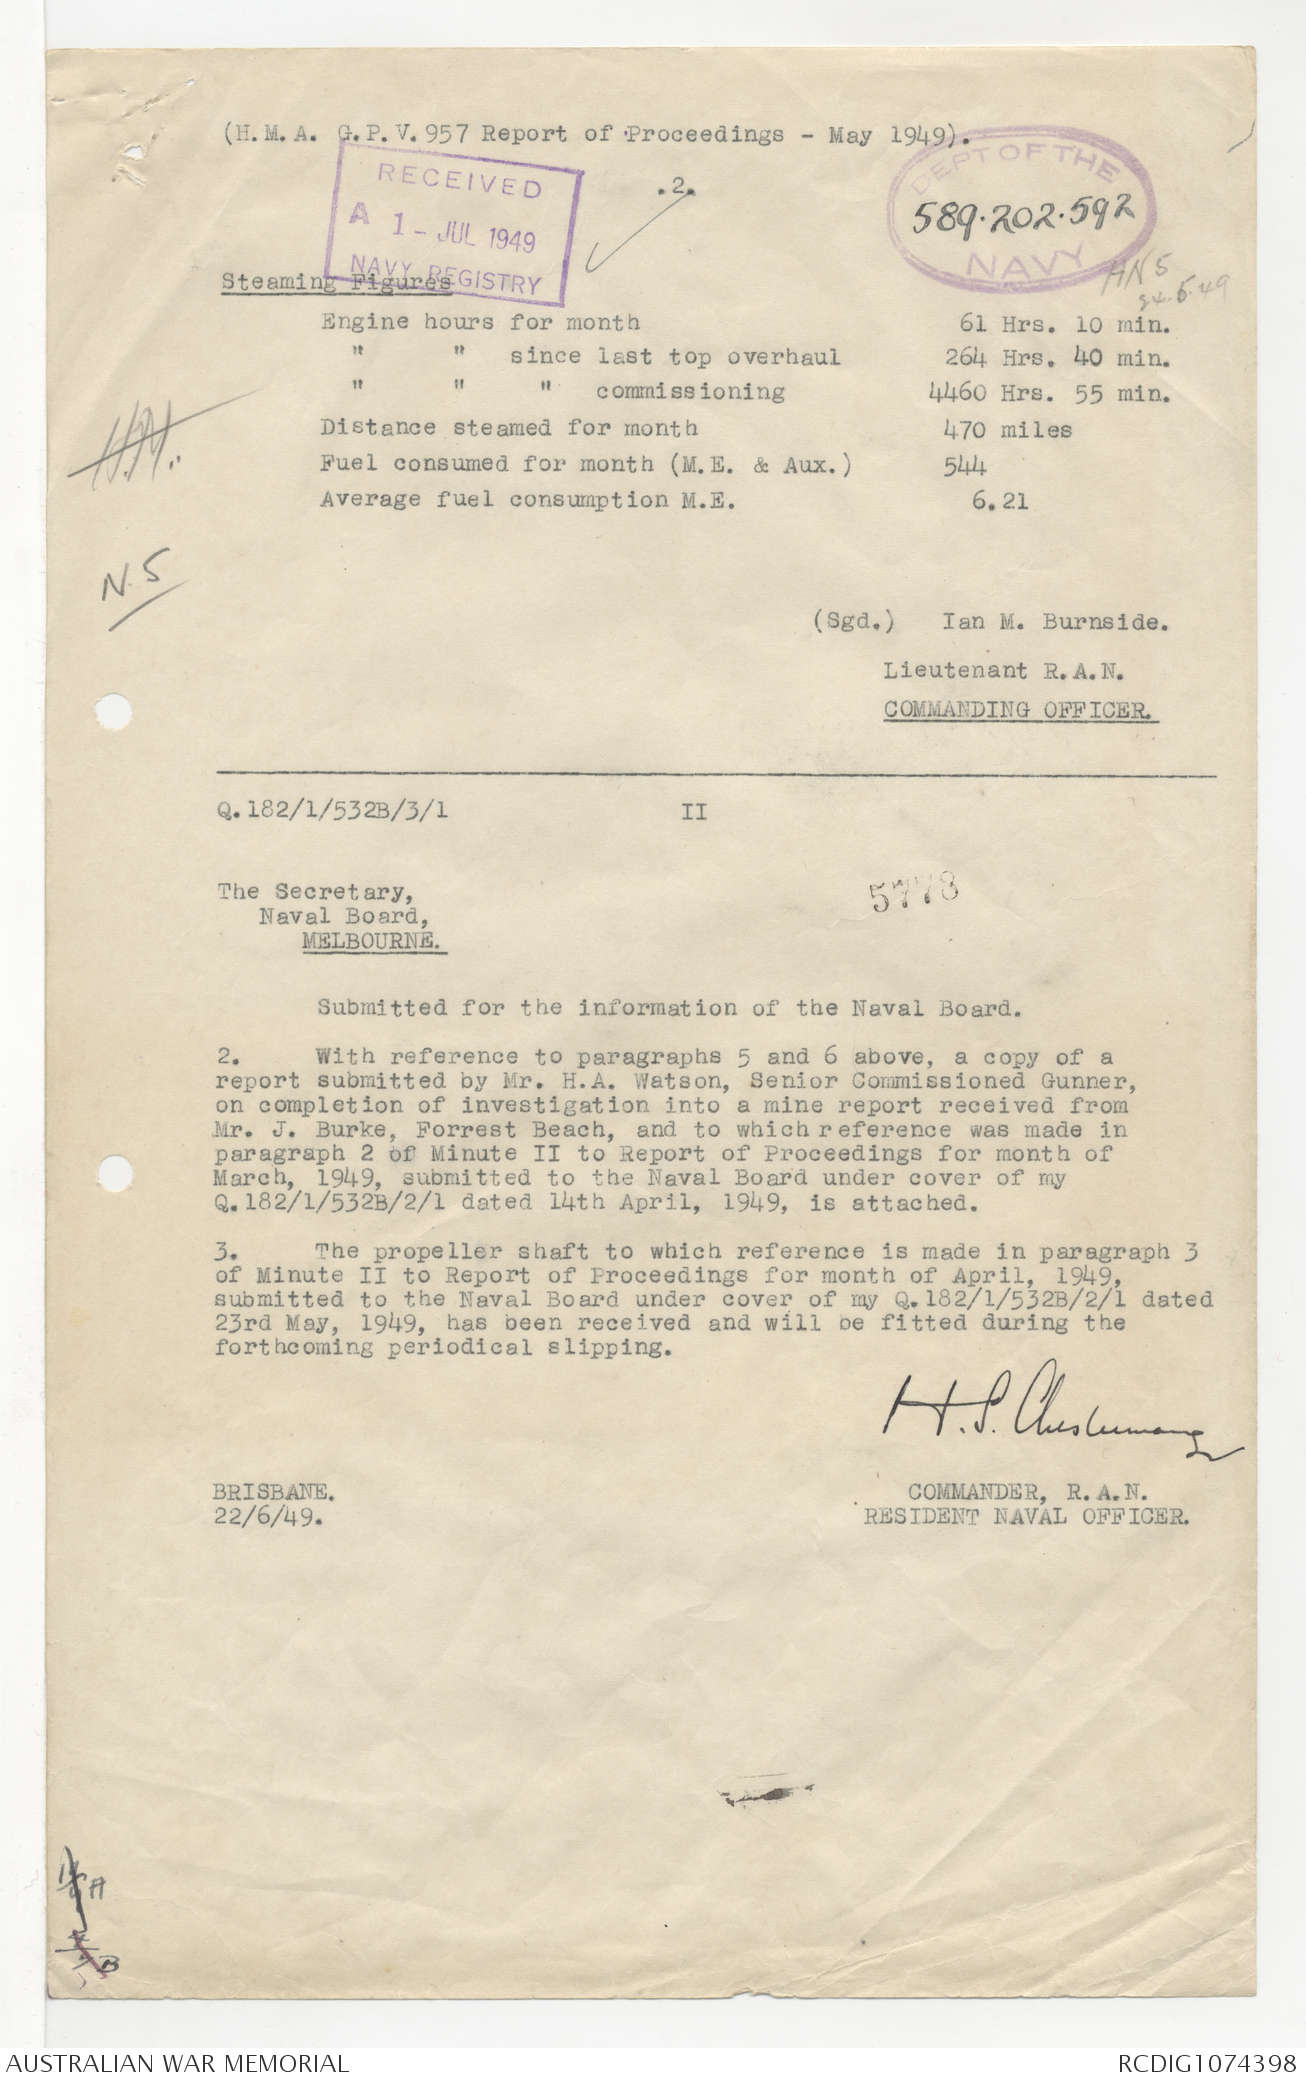 (H.M.A. G.P.V.957 Report of Proceedings - May 1949).
RECEIVED
A 1 - JUL 1949
NAVY REGISTRY
.2.
DEPT OF THE
589.202.592
NAVY
Steaming Figures
Engine hours for month 61 Hrs. 10 min.
" " since last top overhaul 264 Hrs. 40 min.
" " " commissioning 4460 Hrs. 55 min.
Distance steamed for month 470 miles
Fuel consumed for month (M.E. & Aux.) 544
Average fuel consumption M.E. 6.21
N.5
(Sgd.) Ian M. Burnside.
Lieutenant R.A.N.
COMMANDING OFFICER.
Q.182/1/532B/3/1 II
The Secretary,
Naval Board,
MELBOURNE.
5773
Submitted for the information of the Naval Board.
2. With reference to paragraphs 5 and 6 above, a copy of a
report submitted by Mr. H.A. Watson, Senior Commissioned Gunner,
on completion of investigation into a mine report received from
Mr. J. Burke, Forrest Beach, and to which reference was made in
paragraph 2 of Minute II to Report of Proceedings for month of
March, 1949, submitted to the Naval Board under cover of my
Q.182/1/532B/2/1 dated 14th April, 1949, is attached.
3. The propeller shaft to which reference is made in paragraph 3
of Minute II to Report of Proceedings for month of April, 1949,
submitted to the Naval Board under cover of my Q.182/1/532B/2/1 dated
23rd May, 1949, has been received and will be fitted during the
forthcoming periodical slipping.
H.S. Chesterman
BRISBANE. COMMANDER, R.A.N.
22/6/49. RESIDENT NAVAL OFFICER.
AUSTRALIAN WAR MEMORIAL RCDIG1074398